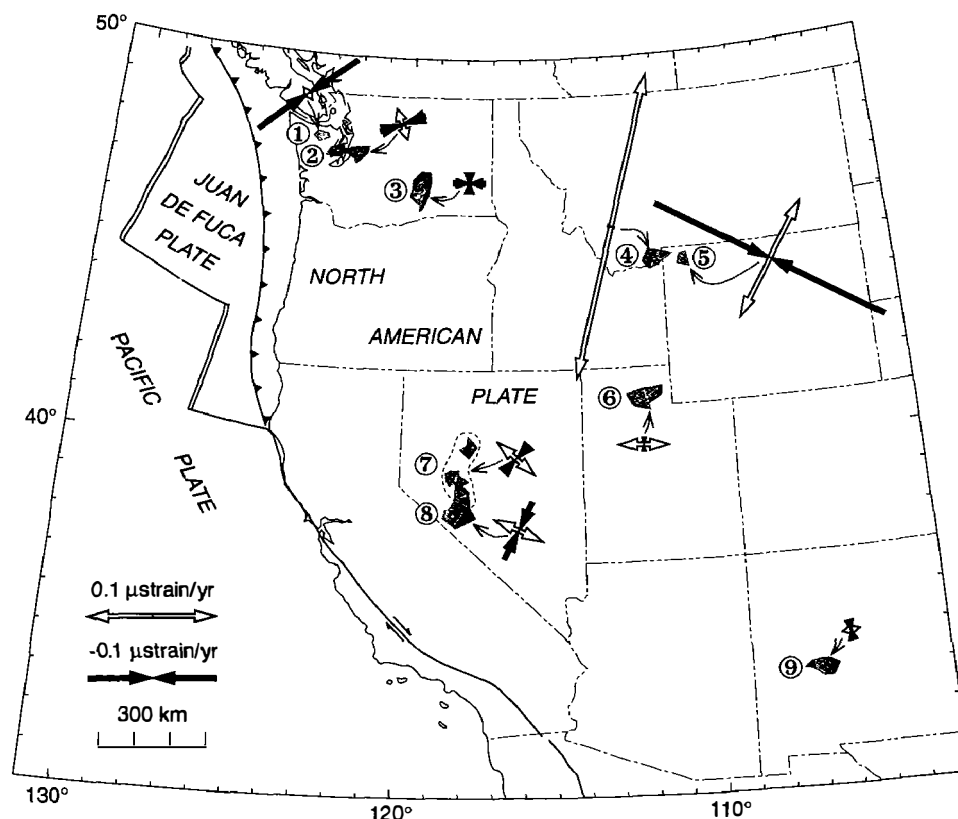 50°
①
②
③
JUAN
DE FUCA
PLATE
NORTH
④
⑤
AMERICAN
PACIFIC
PLATE
PLATE
⑥
40°
⑦
⑧
0.1 µstrain/yr
-0.1 µstrain/yr
⑨
300 km
130°
120°
110°